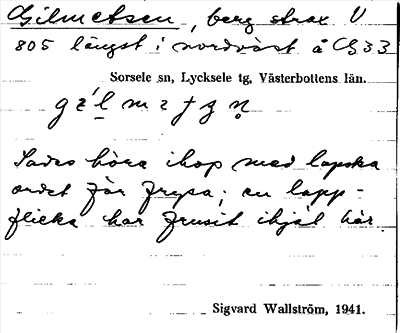 Gilmetsen, berg strax V
805 längst i nordväst å G33
Sorsele sn, Lycksele tg, Västerbottens län.
Sades höra ihop med lapska
ordet för frysa; en lapp-
flicka har frusit ihjäl här.
Sigvard Wallström, 1941.